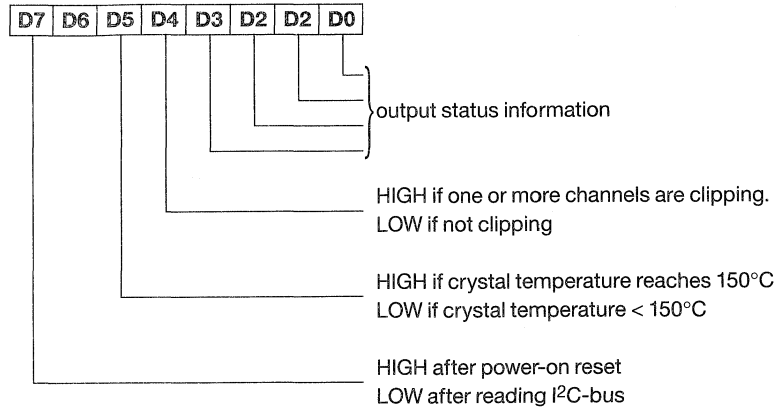 D7 D6 D5 D4 D3 D2 D2 D0
output status information
HIGH if one or more channels are clipping.
LOW if not clipping
HIGH if crystal temperature reaches 150°C
LOW if crystal temperature < 150°C
HIGH after power-on reset
LOW after reading I²C-bus